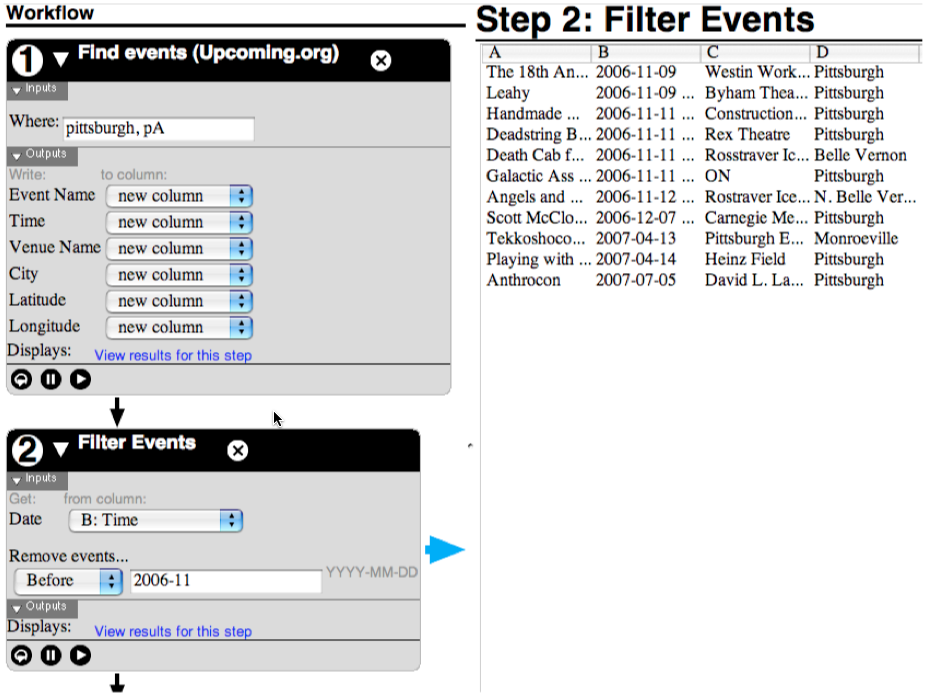 Workflow
1 Find events (Upcoming.org)
Inputs
Where: pittsburgh, pA
Outputs
Write: to column:
Event Name new column
Time new column
Venue Name new column
City new column
Latitude new column
Longitude new column
Displays: View results for this step
2 Filter Events
Inputs
Get: from column:
Date B: Time
Remove events...
Before 2006-11 YYYY-MM-DD
Outputs
Displays: View results for this step
Step 2: Filter Events
A B C D
The 18th An... 2006-11-09 Westin Work... Pittsburgh
Leahy 2006-11-09 ... Byham Thea... Pittsburgh
Handmade ... 2006-11-11 ... Construction... Pittsburgh
Deadstring B... 2006-11-11 ... Rex Theatre Pittsburgh
Death Cab f... 2006-11-11 ... Rosstraver Ic... Belle Vernon
Galactic Ass ... 2006-11-11 ... ON Pittsburgh
Angels and ... 2006-11-12 ... Rostraver Ice... N. Belle Ver...
Scott McClo... 2006-12-07 ... Carnegie Me... Pittsburgh
Tekkoshoco... 2007-04-13 Pittsburgh E... Monroeville
Playing with ... 2007-04-14 Heinz Field Pittsburgh
Anthrocon 2007-07-05 David L. La... Pittsburgh